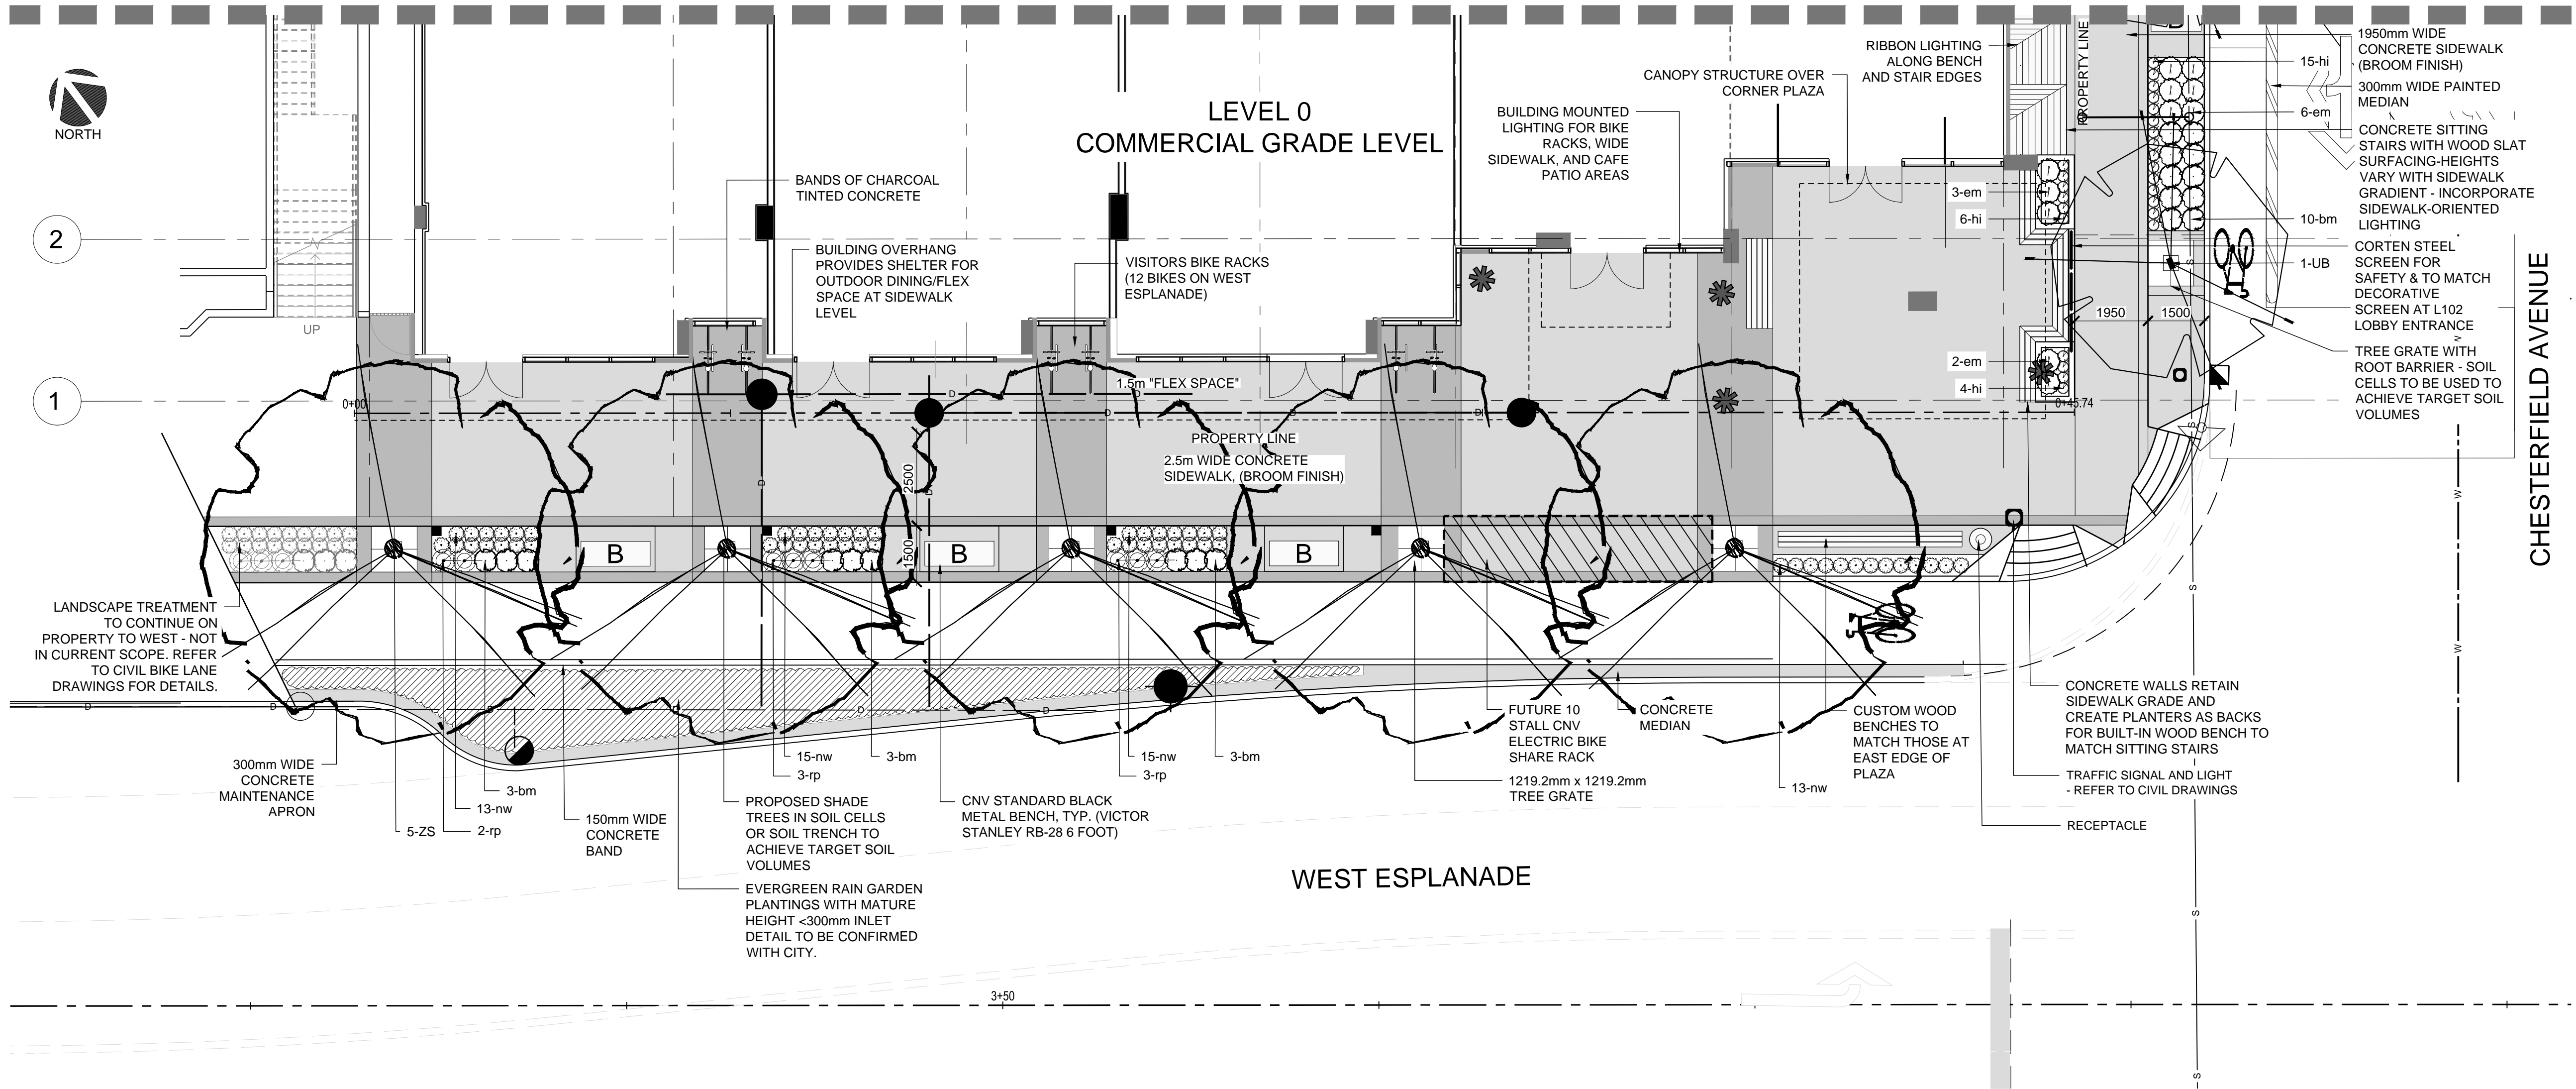 NORTH
2
1
UP
LEVEL 0
COMMERCIAL GRADE LEVEL
BANDS OF CHARCOAL
TINTED CONCRETE
BUILDING OVERHANG
PROVIDES SHELTER FOR
OUTDOOR DINING/FLEX
SPACE AT SIDEWALK
LEVEL
VISITORS BIKE RACKS
(12 BIKES ON WEST
ESPLANADE)
BUILDING MOUNTED
LIGHTING FOR BIKE
RACKS, WIDE
SIDEWALK, AND CAFE
PATIO AREAS
CANOPY STRUCTURE OVER
CORNER PLAZA
RIBBON LIGHTING
ALONG BENCH
AND STAIR EDGES
PROPERTY LINE
3-em
6-hi
2-em
4-hi
1950mm WIDE
CONCRETE SIDEWALK
(BROOM FINISH)
15-hi
300mm WIDE PAINTED
MEDIAN
6-em
CONCRETE SITTING
STAIRS WITH WOOD SLAT
SURFACING-HEIGHTS
VARY WITH SIDEWALK
GRADIENT - INCORPORATE
SIDEWALK-ORIENTED
LIGHTING
10-bm
CORTEN STEEL
SCREEN FOR
SAFETY & TO MATCH
DECORATIVE
SCREEN AT L102
LOBBY ENTRANCE
1-UB
TREE GRATE WITH
ROOT BARRIER - SOIL
CELLS TO BE USED TO
ACHIEVE TARGET SOIL
VOLUMES
CHESTERFIELD AVENUE
1950
1500
0+00
0+45.74
1.5m "FLEX SPACE"
PROPERTY LINE
2.5m WIDE CONCRETE
SIDEWALK, (BROOM FINISH)
2500
1500
B
B
B
D
D
D
D
D
D
D
D
D
D
D
D
S
S
S
S
S
S
S
W
W
W
LANDSCAPE TREATMENT
TO CONTINUE ON
PROPERTY TO WEST - NOT
IN CURRENT SCOPE. REFER
TO CIVIL BIKE LANE
DRAWINGS FOR DETAILS.
300mm WIDE
CONCRETE
MAINTENANCE
APRON
3-bm
13-nw
5-ZS
2-rp
150mm WIDE
CONCRETE
BAND
PROPOSED SHADE
TREES IN SOIL CELLS
OR SOIL TRENCH TO
ACHIEVE TARGET SOIL
VOLUMES
EVERGREEN RAIN GARDEN
PLANTINGS WITH MATURE
HEIGHT <300mm INLET
DETAIL TO BE CONFIRMED
WITH CITY.
15-nw
3-rp
3-bm
CNV STANDARD BLACK
METAL BENCH, TYP. (VICTOR
STANLEY RB-28 6 FOOT)
15-nw
3-rp
3-bm
FUTURE 10
STALL CNV
ELECTRIC BIKE
SHARE RACK
1219.2mm x 1219.2mm
TREE GRATE
CONCRETE
MEDIAN
13-nw
CUSTOM WOOD
BENCHES TO
MATCH THOSE AT
EAST EDGE OF
PLAZA
CONCRETE WALLS RETAIN
SIDEWALK GRADE AND
CREATE PLANTERS AS BACKS
FOR BUILT-IN WOOD BENCH TO
MATCH SITTING STAIRS
TRAFFIC SIGNAL AND LIGHT
- REFER TO CIVIL DRAWINGS
RECEPTACLE
WEST ESPLANADE
3+50